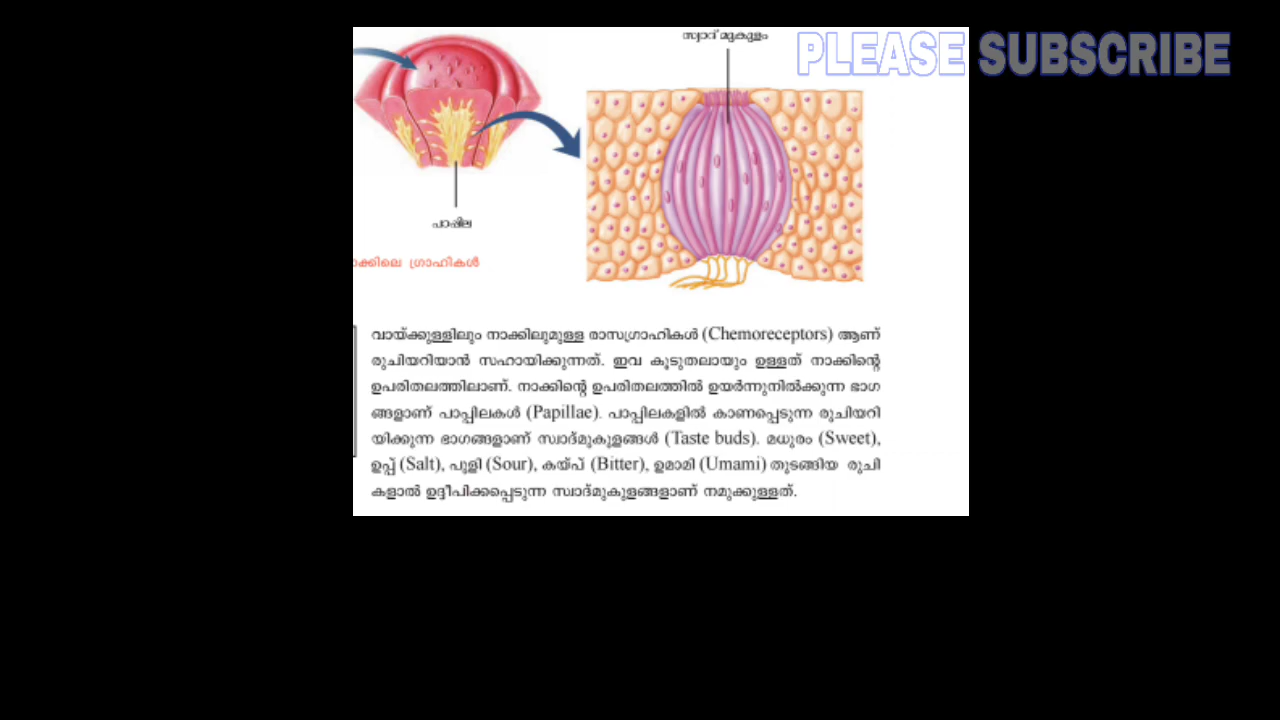 സ്വാദ് മുകുളം
PLEASE SUBSCRIBE
പാപ്പില
ക്കിലെ ഗ്രാഹികൾ
വായ്ക്കുള്ളിലും നാക്കിലുമുള്ള രാസഗ്രാഹികൾ (Chemoreceptors) ആണ്
രുചിയറിയാൻ സഹായിക്കുന്നത്. ഇവ കൂടുതലായും ഉള്ളത് നാക്കിന്റെ
ഉപരിതലത്തിലാണ്. നാക്കിന്റെ ഉപരിതലത്തിൽ ഉയർന്നുനിൽക്കുന്ന ഭാഗ
ങ്ങളാണ് പാപ്പിലകൾ (Papillae). പാപ്പിലകളിൽ കാണപ്പെടുന്ന രുചിയറി
യിക്കുന്ന ഭാഗങ്ങളാണ് സ്വാദ്മുകുളങ്ങൾ (Taste buds). മധുരം (Sweet),
ഉപ്പ് (Salt), പുളി (Sour), കയ്പ് (Bitter), ഉമാമി (Umami) തുടങ്ങിയ രുചി
കളാൽ ഉദ്ദീപിക്കപ്പെടുന്ന സ്വാദ്മുകുളങ്ങളാണ് നമുക്കുള്ളത്.